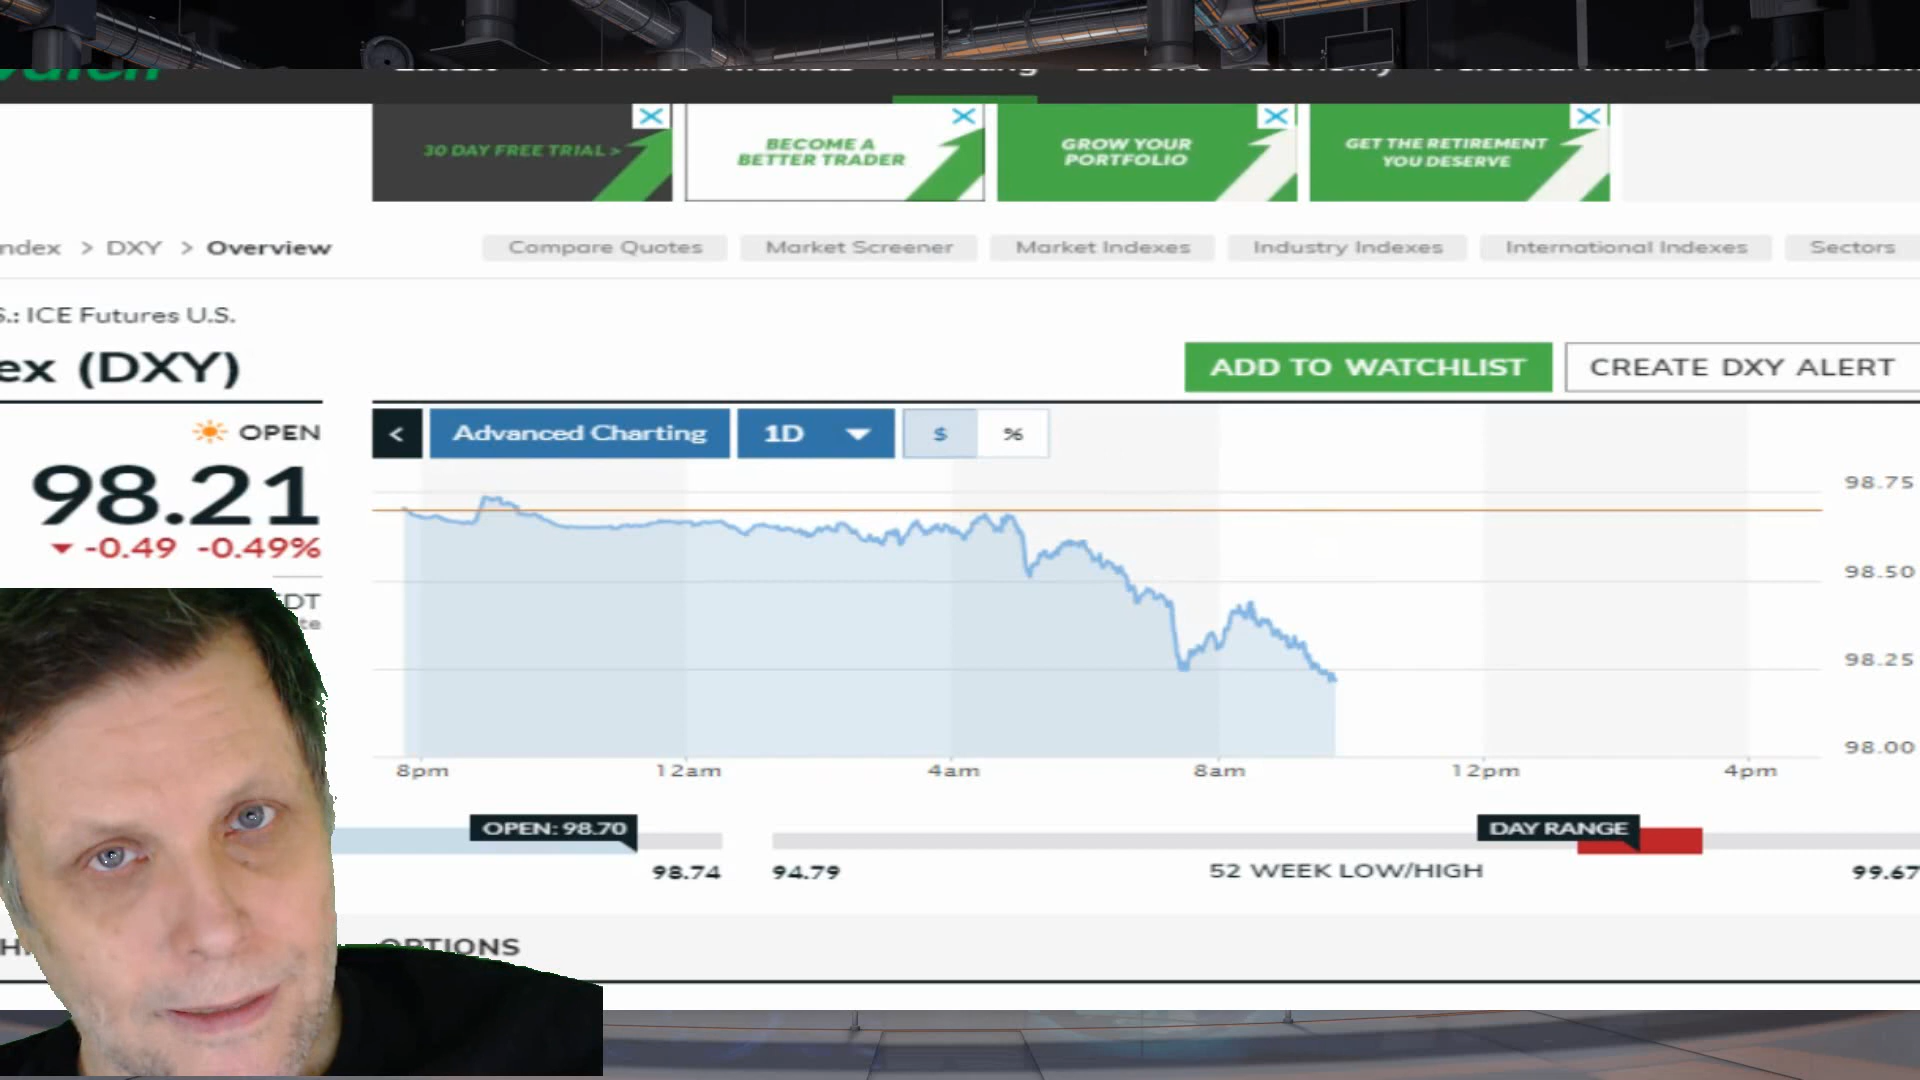 30 DAY FREE TRIAL >
BECOME A
BETTER TRADER
GROW YOUR
PORTFOLIO
GET THE RETIREMENT
YOU DESERVE
ndex > DXY > Overview
Compare Quotes
Market Screener
Market Indexes
Industry Indexes
International Indexes
Sectors
S.: ICE Futures U.S.
ex (DXY)
ADD TO WATCHLIST
CREATE DXY ALERT
OPEN
< Advanced Charting 1D $ %
98.21
-0.49 -0.49%
DT
te
98.75
98.50
98.25
98.00
8pm 12am 4am 8am 12pm 4pm
OPEN: 98.70
DAY RANGE
98.74
94.79
52 WEEK LOW/HIGH
99.67
OPTIONS